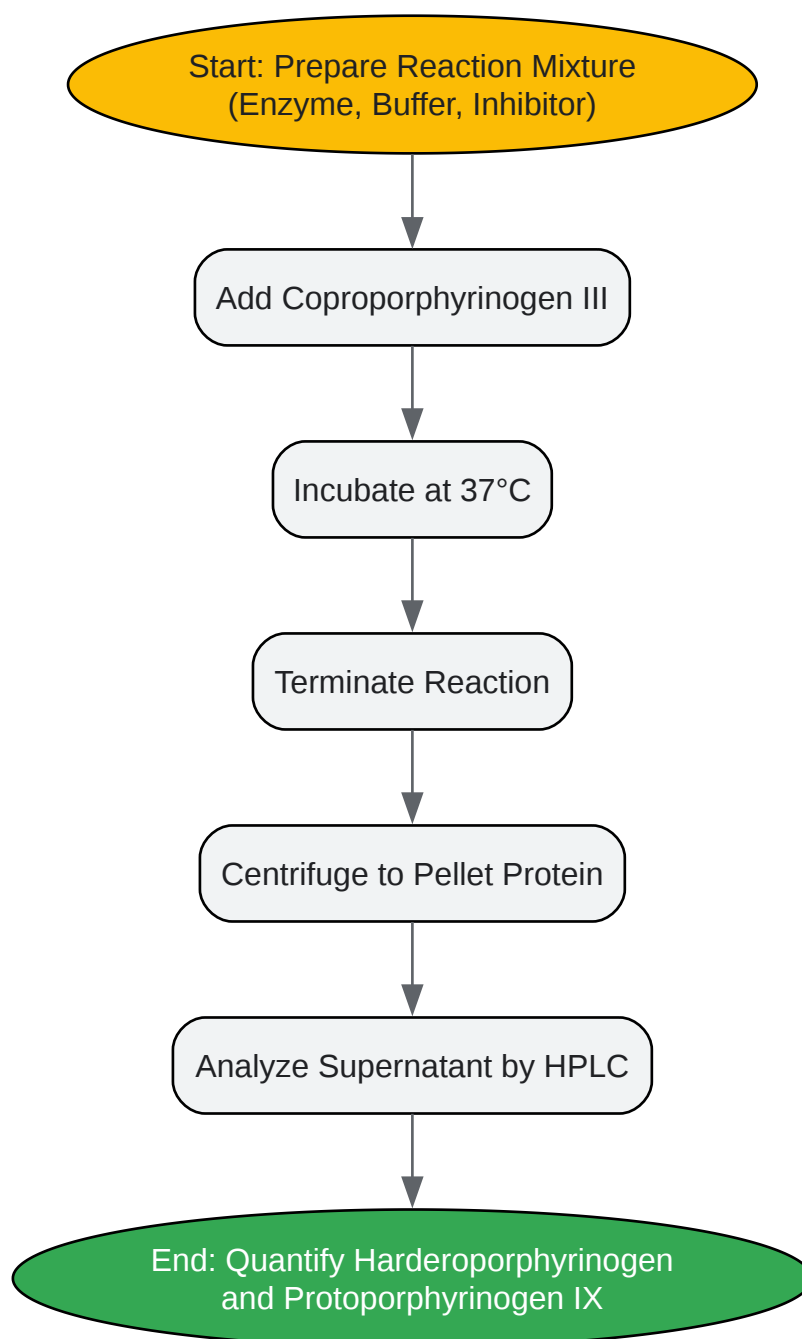 Start: Prepare Reaction Mixture
(Enzyme, Buffer, Inhibitor)
Add Coproporphyrinogen III
Incubate at 37°C
Terminate Reaction
Centrifuge to Pellet Protein
Analyze Supernatant by HPLC
End: Quantify Harderoporphyrinogen
and Protoporphyrinogen IX